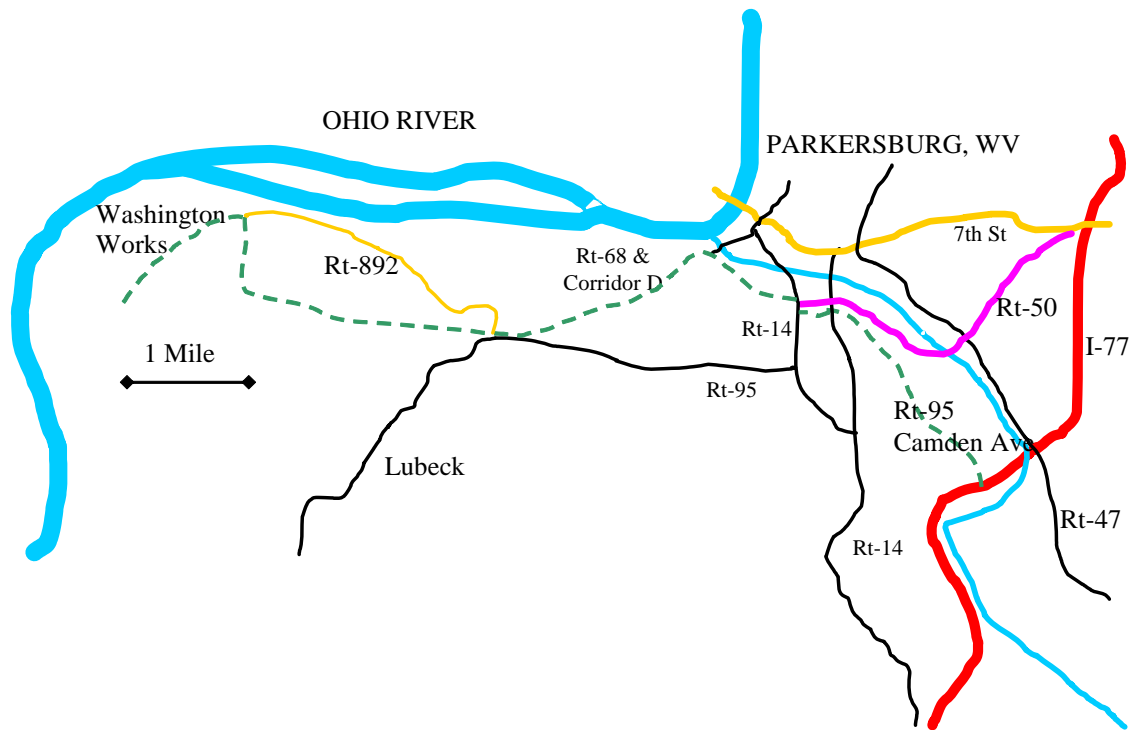 OHIO RIVER
PARKERSBURG, WV
Washington
Works
7th St
Rt-68 &
Corridor D
Rt-892
Rt-50
Rt-14
I-77
1 Mile
Rt-95
Rt-95
Camden Ave
Lubeck
Rt-47
Rt-14